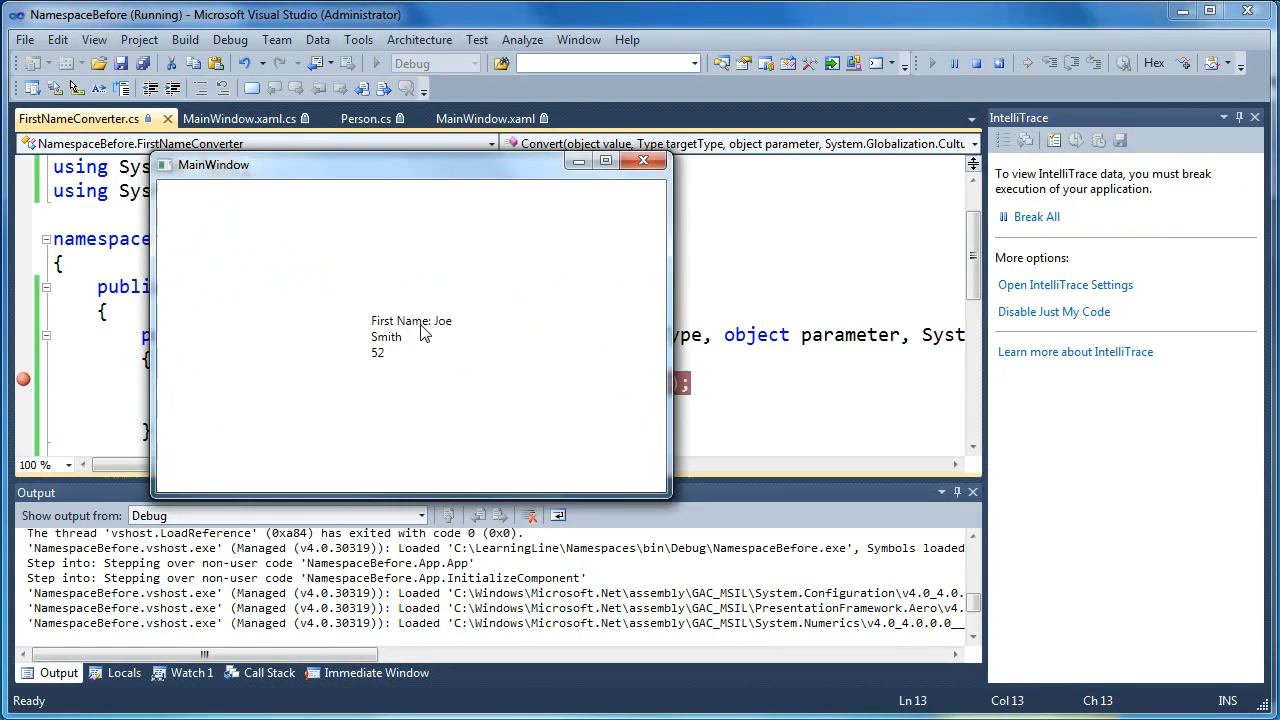 NamespaceBefore (Running) - Microsoft Visual Studio (Administrator)
File Edit View Project Build Debug Team Data Tools Architecture Test Analyze Window Help
Debug
Hex
FirstNameConverter.cs MainWindow.xaml.cs Person.cs MainWindow.xaml
IntelliTrace
NamespaceBefore.FirstNameConverter Convert(object value, Type targetType, object parameter, System.Globalization.Cultu
using Sys
using Sys
namespace
{
publi
{
ype, object parameter, Syst
{
);
}
MainWindow
First Name: Joe
Smith
52
To view IntelliTrace data, you must break
execution of your application.
Break All
More options:
Open IntelliTrace Settings
Disable Just My Code
Learn more about IntelliTrace
100 %
Output
Show output from: Debug
The thread 'vshost.LoadReference' (0xa84) has exited with code 0 (0x0).
'NamespaceBefore.vshost.exe' (Managed (v4.0.30319)): Loaded 'C:\LearningLine\Namespaces\bin\Debug\NamespaceBefore.exe', Symbols loaded
Step into: Stepping over non-user code 'NamespaceBefore.App.App'
Step into: Stepping over non-user code 'NamespaceBefore.App.InitializeComponent'
'NamespaceBefore.vshost.exe' (Managed (v4.0.30319)): Loaded 'C:\Windows\Microsoft.Net\assembly\GAC_MSIL\System.Configuration\v4.0_4.0.
'NamespaceBefore.vshost.exe' (Managed (v4.0.30319)): Loaded 'C:\Windows\Microsoft.Net\assembly\GAC_MSIL\PresentationFramework.Aero\v4.
'NamespaceBefore.vshost.exe' (Managed (v4.0.30319)): Loaded 'C:\Windows\Microsoft.Net\assembly\GAC_MSIL\System.Numerics\v4.0_4.0.0.0__
Output Locals Watch 1 Call Stack Immediate Window
Ready Ln 13 Col 13 Ch 13 INS